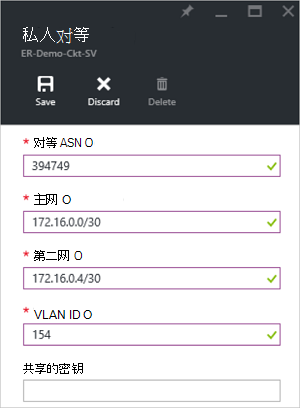 私人对等
ER-Demo-Ckt-SV
Save Discard Delete
* 对等 ASN O
394749
* 主网 O
172.16.0.0/30
* 第二网 O
172.16.0.4/30
* VLAN ID O
154
共享的密钥